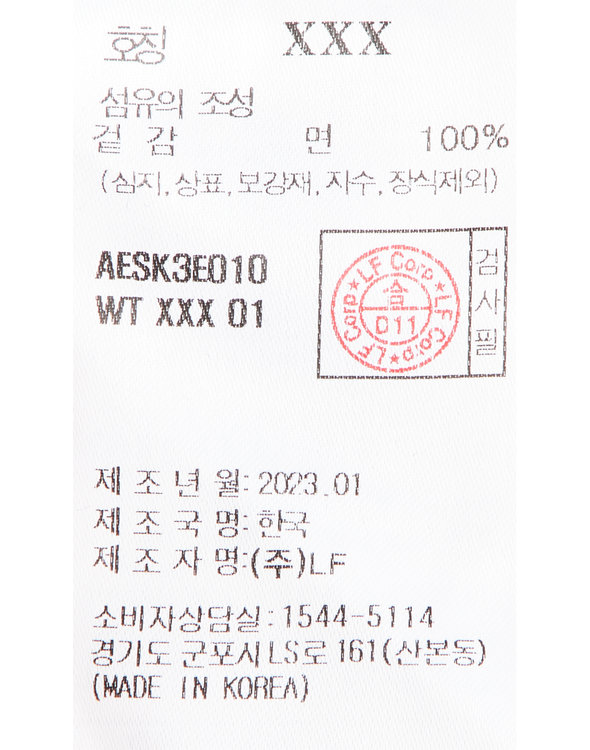 호칭 XXX
섬유의 조성
겉 감 면 100%
(심지,상표,보강재,자수,장식제외)
AESK3E010
WT XXX 01
LF Corp ★ LF Corp ★ LF Corp ★
합
011
검사필
제 조 년 월: 2023.01
제 조 국 명: 한국
제 조 자 명:(주)LF
소비자상담실:1544-5114
경기도 군포시 LS로 161(산본동)
(MADE IN KOREA)